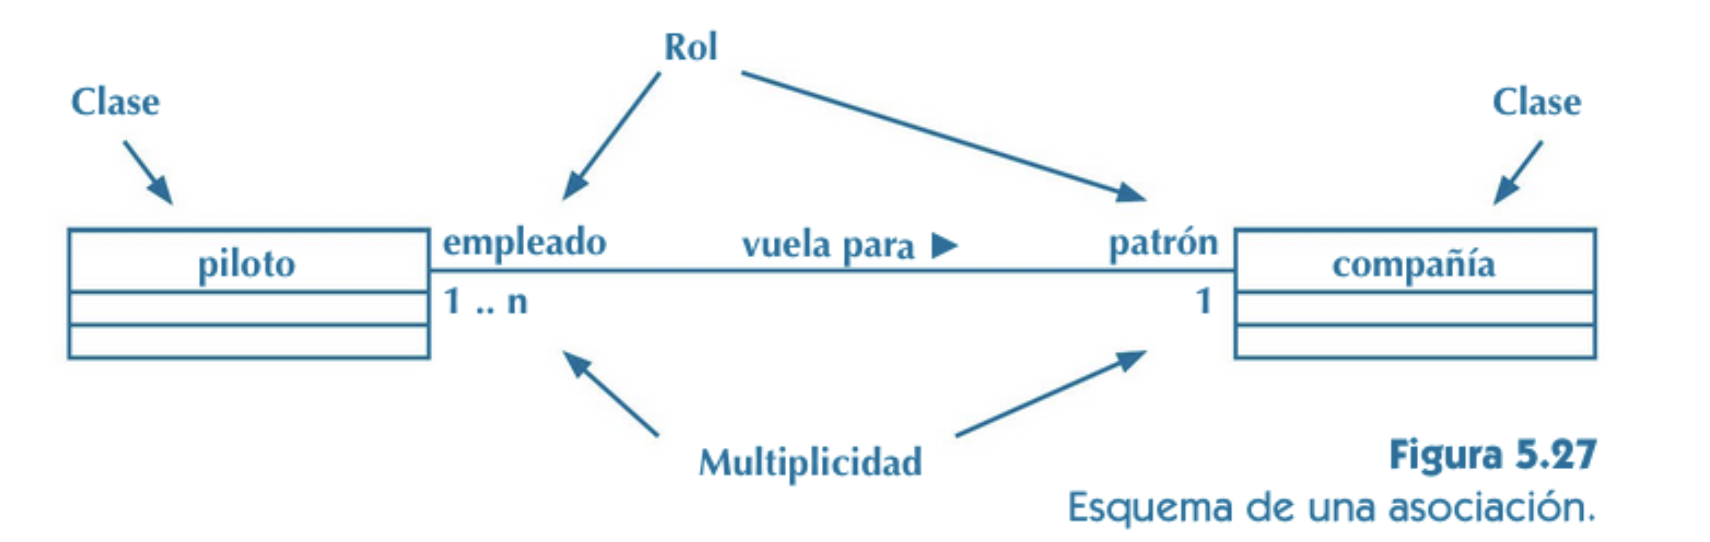 Rol
Clase
Clase
empleado
vuela para ▶
patrón
piloto
compañía
1 .. n
1
Multiplicidad
Figura 5.27
Esquema de una asociación.